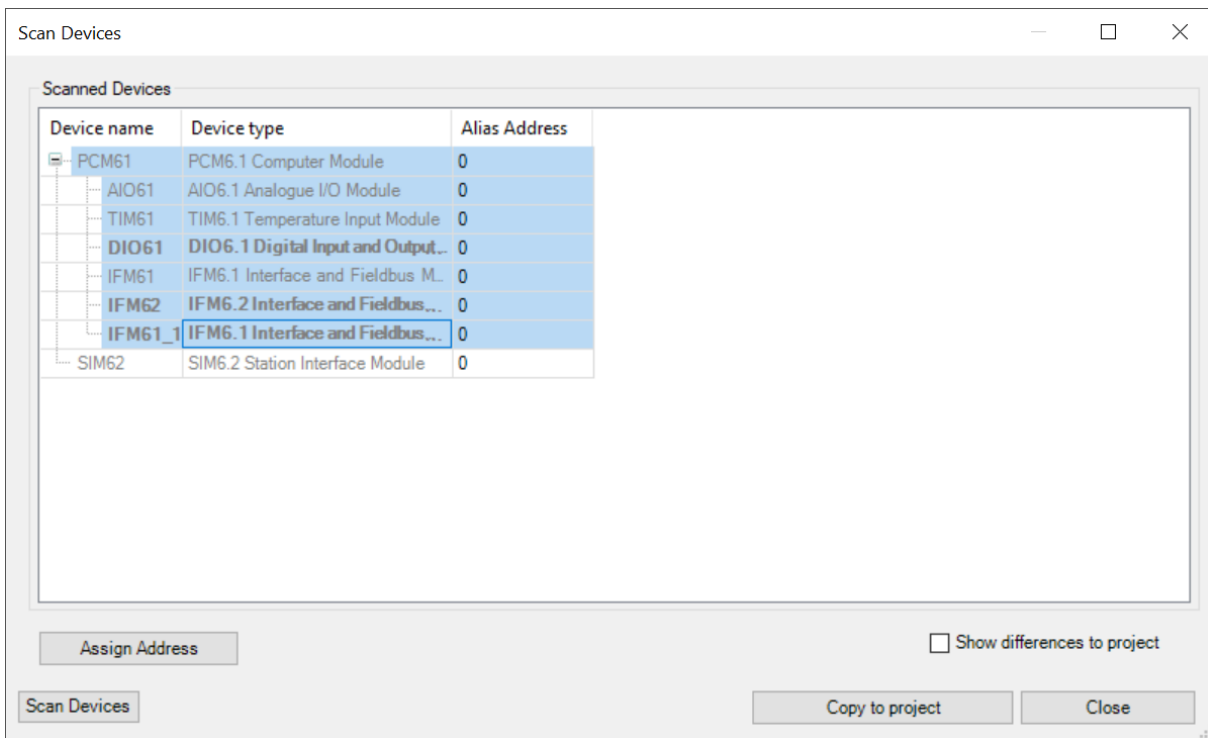 Scan Devices
Scanned Devices
Device name Device type Alias Address
PCM61 PCM6.1 Computer Module 0
AIO61 AIO6.1 Analogue I/O Module 0
TIM61 TIM6.1 Temperature Input Module 0
DIO61 DIO6.1 Digital Input and Output... 0
IFM61 IFM6.1 Interface and Fieldbus M... 0
IFM62 IFM6.2 Interface and Fieldbus,... 0
IFM61_1 IFM6.1 Interface and Fieldbus,... 0
SIM62 SIM6.2 Station Interface Module 0
Assign Address
Show differences to project
Scan Devices
Copy to project
Close